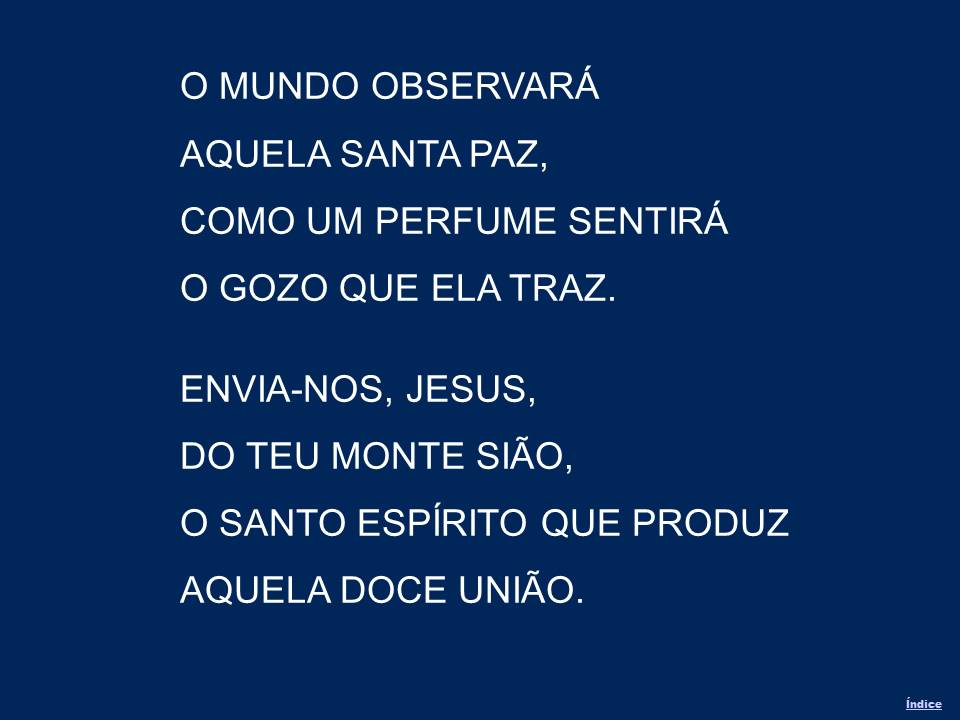 O MUNDO OBSERVARÁ
AQUELA SANTA PAZ,
COMO UM PERFUME SENTIRÁ
O GOZO QUE ELA TRAZ.
ENVIA-NOS, JESUS,
DO TEU MONTE SIÃO,
O SANTO ESPÍRITO QUE PRODUZ
AQUELA DOCE UNIÃO.
Índice